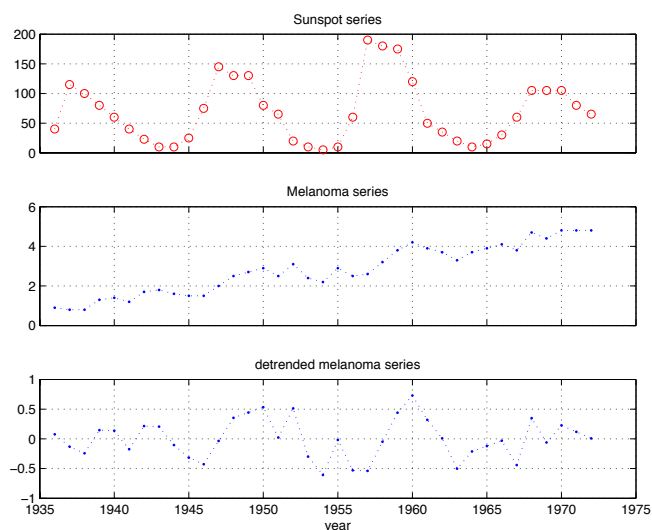 Sunspot series
200
150
100
50
0
Melanoma series
6
4
2
0
detrended melanoma series
1
0.5
0
−0.5
−1
1935 1940 1945 1950 1955 1960 1965 1970 1975
year